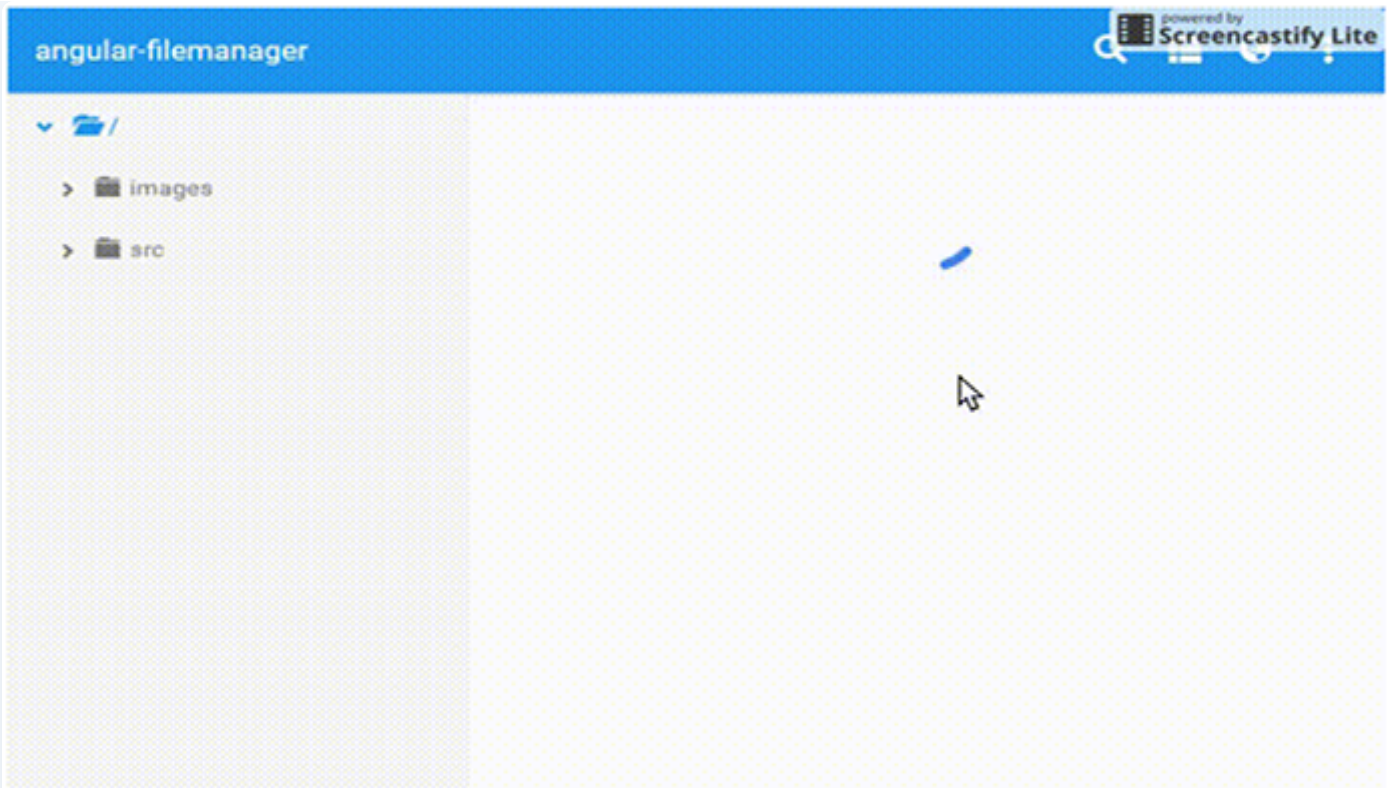 angular-filemanager
powered by
Screencastify Lite
/
images
src